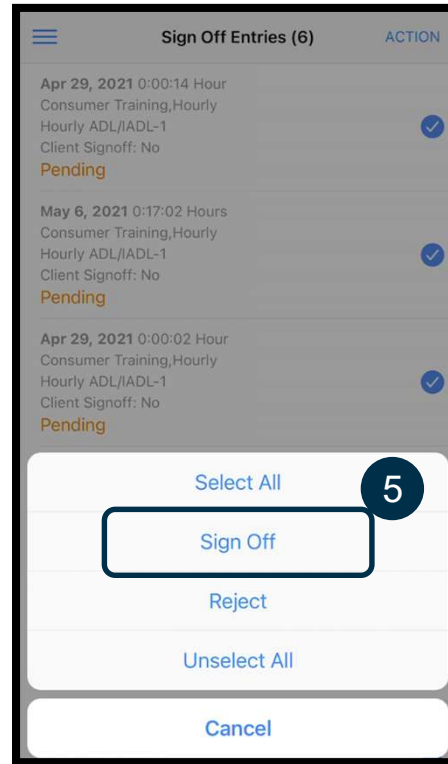 Sign Off Entries (6) ACTION
Apr 29, 2021 0:00:14 Hour
Consumer Training,Hourly
Hourly ADL/IADL-1
Client Signoff: No
Pending
May 6, 2021 0:17:02 Hours
Consumer Training,Hourly
Hourly ADL/IADL-1
Client Signoff: No
Pending
Apr 29, 2021 0:00:02 Hour
Consumer Training,Hourly
Hourly ADL/IADL-1
Client Signoff: No
Pending
Select All
5
Sign Off
Reject
Unselect All
Cancel